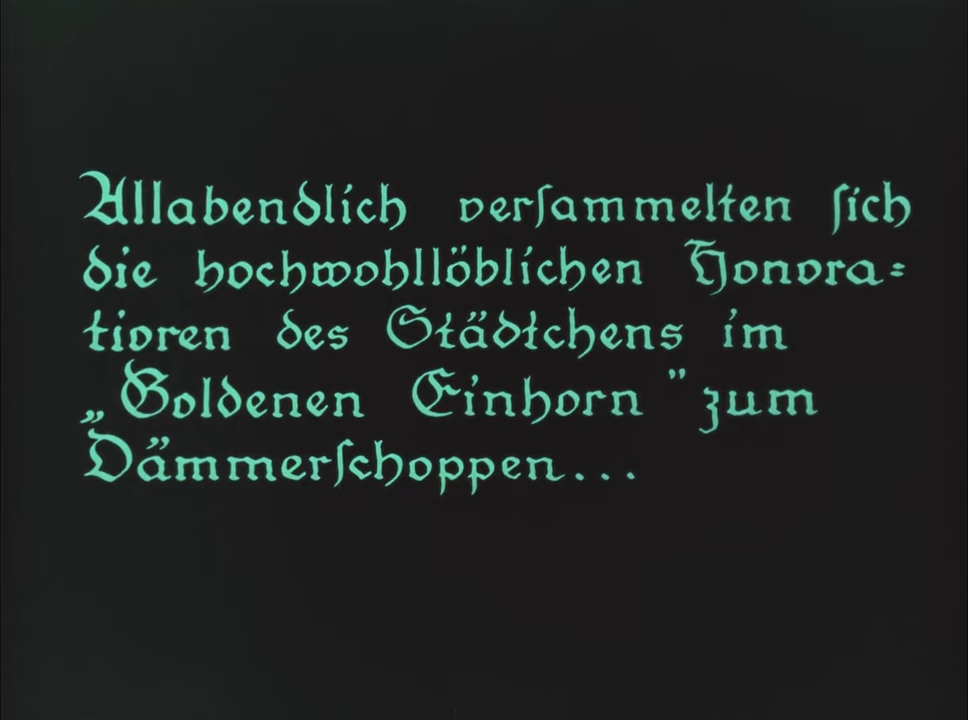 Allabendlich verſammelten ſich
die hochwohllöblichen Honora⸗
tioren des Städtchens im
„Goldenen Einhorn" zum
Dämmerſchoppen...